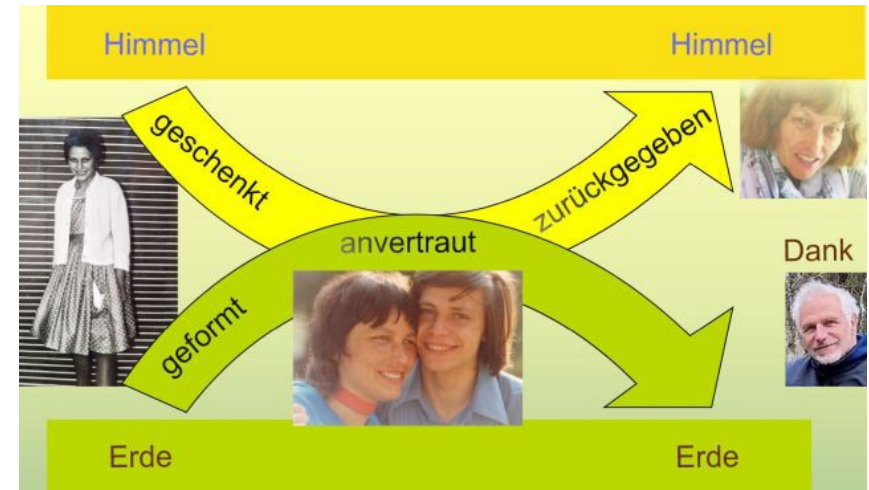 Himmel
Himmel
geschenkt
zurückgegeben
anvertraut
Dank
geformt
Erde
Erde